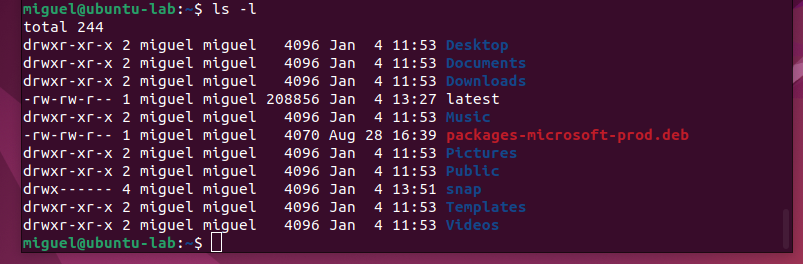 miguel@ubuntu-lab:~$ ls -l
total 244
drwxr-xr-x 2 miguel miguel   4096 Jan  4 11:53 Desktop
drwxr-xr-x 2 miguel miguel   4096 Jan  4 11:53 Documents
drwxr-xr-x 2 miguel miguel   4096 Jan  4 11:53 Downloads
-rw-rw-r-- 1 miguel miguel 208856 Jan  4 13:27 latest
drwxr-xr-x 2 miguel miguel   4096 Jan  4 11:53 Music
-rw-rw-r-- 1 miguel miguel   4070 Aug 28 16:39 packages-microsoft-prod.deb
drwxr-xr-x 2 miguel miguel   4096 Jan  4 11:53 Pictures
drwxr-xr-x 2 miguel miguel   4096 Jan  4 11:53 Public
drwx------ 4 miguel miguel   4096 Jan  4 13:51 snap
drwxr-xr-x 2 miguel miguel   4096 Jan  4 11:53 Templates
drwxr-xr-x 2 miguel miguel   4096 Jan  4 11:53 Videos
miguel@ubuntu-lab:~$